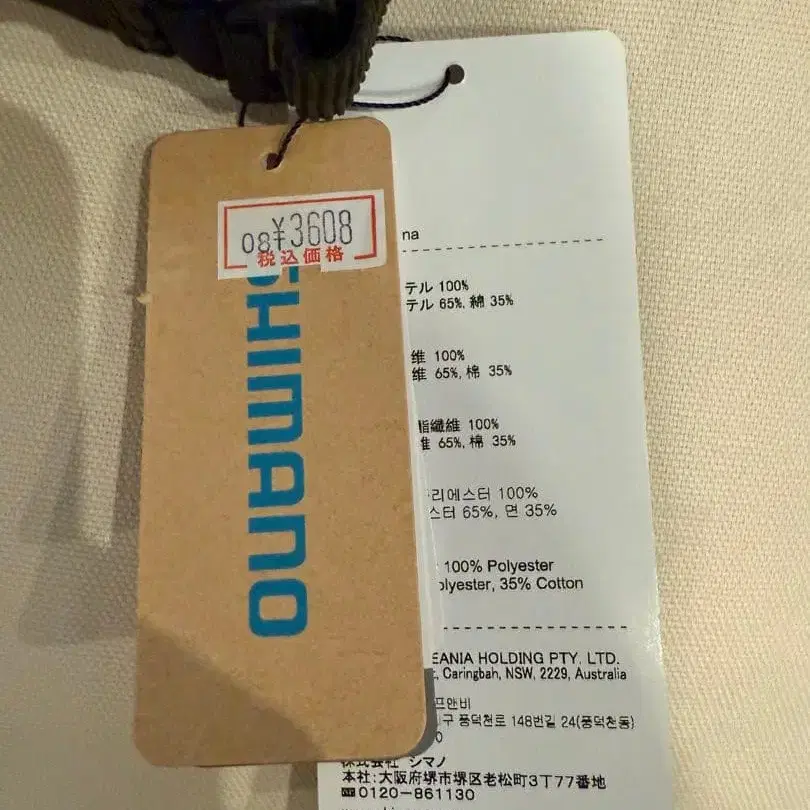 08 ¥3608
税込価格
SHIMANO
na
テル 100%
テル 65%, 綿 35%
维 100%
维 65%, 棉 35%
脂纖維 100%
維 65%, 棉 35%
리에스터 100%
스터 65%, 면 35%
100% Polyester
olyester, 35% Cotton
EANIA HOLDING PTY. LTD.
, Caringbah, NSW, 2229, Australia
프앤비
구 풍덕천로 148번길 24(풍덕천동)
0
株式会社 シマノ
本社:大阪府堺市堺区老松町3丁77番地
0120-861130